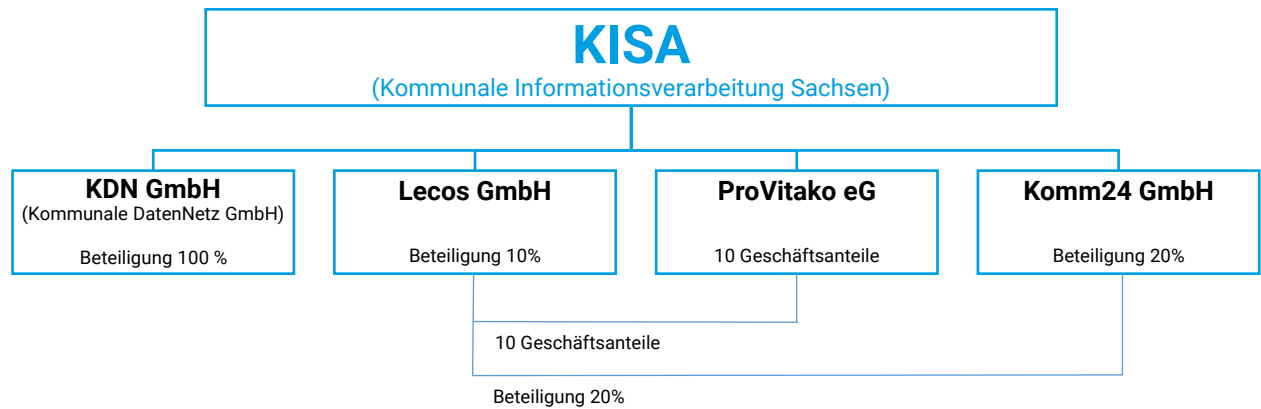 KISA
(Kommunale Informationsverarbeitung Sachsen)
KDN GmbH
(Kommunale DatenNetz GmbH)
Beteiligung 100 %
Lecos GmbH
Beteiligung 10%
ProVitako eG
10 Geschäftsanteile
Komm24 GmbH
Beteiligung 20%
10 Geschäftsanteile
Beteiligung 20%